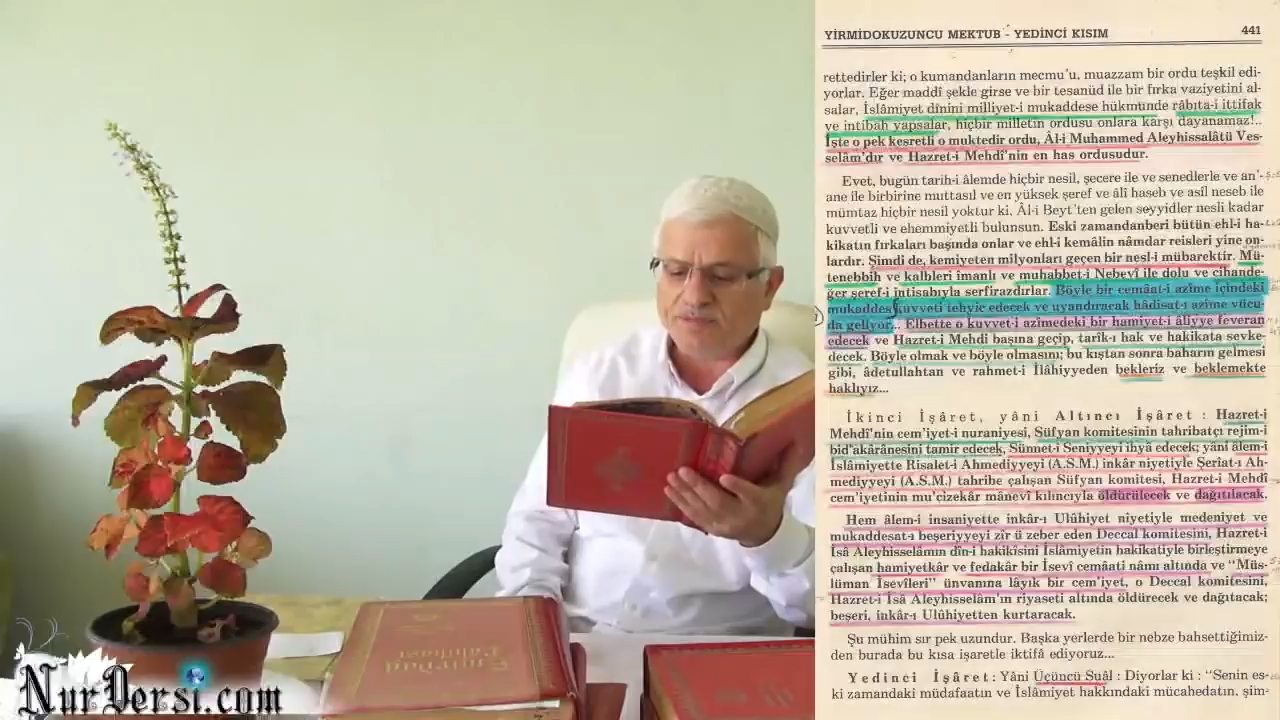 YİRMİDOKUZUNCU MEKTUB - YEDİNCİ KISIM 441
rettedirler ki; o kumandanların mecmu'u, muazzam bir ordu teşkil edi-
yorlar. Eğer maddî şekle girse ve bir tesanüd ile bir fırka vaziyetini al-
salar, İslâmiyet dînini milliyet-i mukaddese hükmünde râbıta-i ittifak
ve intibah yapsalar, hiçbir milletin ordusu onlara karşı dayanamaz!..
İşte o pek kesretli o muktedir ordu, Âl-i Muhammed Aleyhissalâtü Ves-
selâm'dır ve Hazret-i Mehdî'nin en has ordusudur.
Evet, bugün tarih-i âlemde hiçbir nesil, şecere ile ve senedlerle ve an'-
ane ile birbirine muttasıl ve en yüksek şeref ve âlî haseb ve asîl neseb ile
mümtaz hiçbir nesil yoktur ki, Âl-i Beyt'ten gelen seyyidler nesli kadar
kuvvetli ve ehemmiyetli bulunsun. Eski zamandanberi bütün ehl-i ha-
kikatın fırkaları başında onlar ve ehl-i kemâlin nâmdar reisleri yine on-
lardır. Şimdi de, kemiyeten milyonları geçen bir nesl-i mübarektir. Mü-
tenebbih ve kalbleri îmanlı ve muhabbet-i Nebevî ile dolu ve cihande-
ğer şeref-i intisabıyla serfirazdırlar. Böyle bir cemâat-i azîme içindeki
mukaddes kuvveti tehyic edecek ve uyandıracak hâdisat-ı azîme vücu-
da geliyor... Elbette o kuvvet-i azîmedeki bir hamiyet-i âliyye feveran
edecek ve Hazret-i Mehdî başına geçip, tarîk-ı hak ve hakikata sevke-
decek. Böyle olmak ve böyle olmasını; bu kıştan sonra baharın gelmesi
gibi, âdetullahtan ve rahmet-i İlâhiyyeden bekleriz ve beklemekte
haklıyız...
İkinci İşâret, yâni Altıncı İşâret : Hazret-i
Mehdî'nin cem'iyet-i nuraniyesi, Süfyan komitesinin tahribatçı rejim-i
bid'akârânesini tamir edecek, Sünnet-i Seniyyeyi ihyâ edecek; yâni âlem-i
İslâmiyette Risalet-i Ahmediyyeyi (A.S.M.) inkâr niyetiyle Şeriat-ı Ah-
mediyyeyi (A.S.M.) tahribe çalışan Süfyan komitesi, Hazret-i Mehdî
cem'iyetinin mu'cizekâr mânevî kılıncıyla öldürülecek ve dağıtılacak.
Hem âlem-i insaniyette inkâr-ı Ulûhiyet niyetiyle medeniyet ve
mukaddesat-ı beşeriyyeyi zîr ü zeber eden Deccal komitesini, Hazret-i
İsâ Aleyhisselâmın dîn-i hakikîsini İslâmiyetin hakikatiyle birleştirmeye
çalışan hamiyetkâr ve fedakâr bir İsevî cemâati nâmı altında ve "Müs-
lüman İsevîleri" ünvanına lâyık bir cem'iyet, o Deccal komitesini,
Hazret-i İsâ Aleyhisselâm'ın riyaseti altında öldürecek ve dağıtacak;
beşeri, inkâr-ı Ulûhiyetten kurtaracak.
Şu mühim sır pek uzundur. Başka yerlerde bir nebze bahsettiğimiz-
den burada bu kısa işaretle iktifâ ediyoruz...
Yedinci İşâret: Yâni Üçüncü Suâl : Diyorlar ki : "Senin es-
ki zamandaki müdafaatın ve İslâmiyet hakkındaki mücahedatın, şim-
Emirdağ
Lâhikası
NurDersi.com